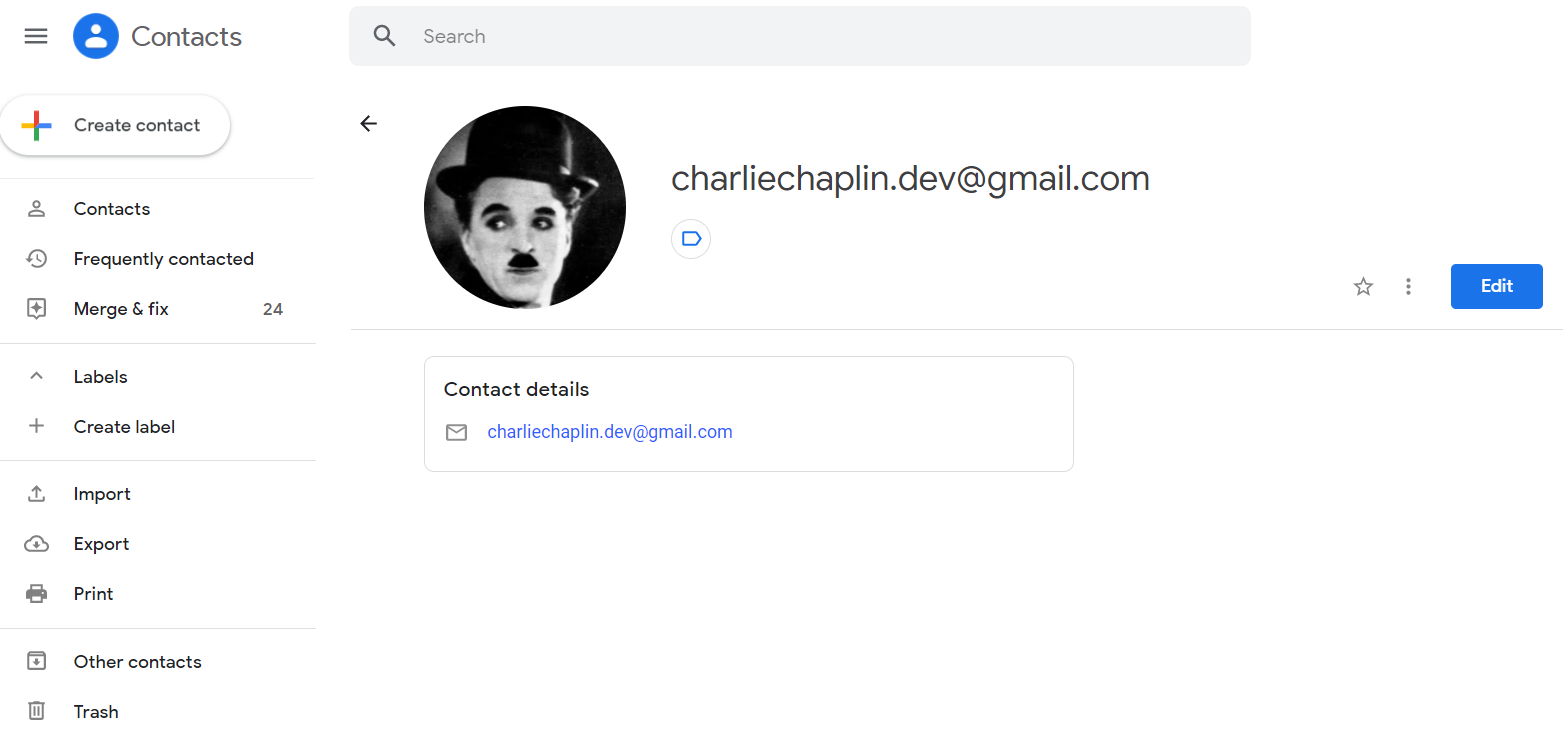 Contacts
Search
Create contact
charliechaplin.dev@gmail.com
Contacts
Frequently contacted
Merge & fix 24
Edit
Labels
Create label
Contact details
charliechaplin.dev@gmail.com
Import
Export
Print
Other contacts
Trash